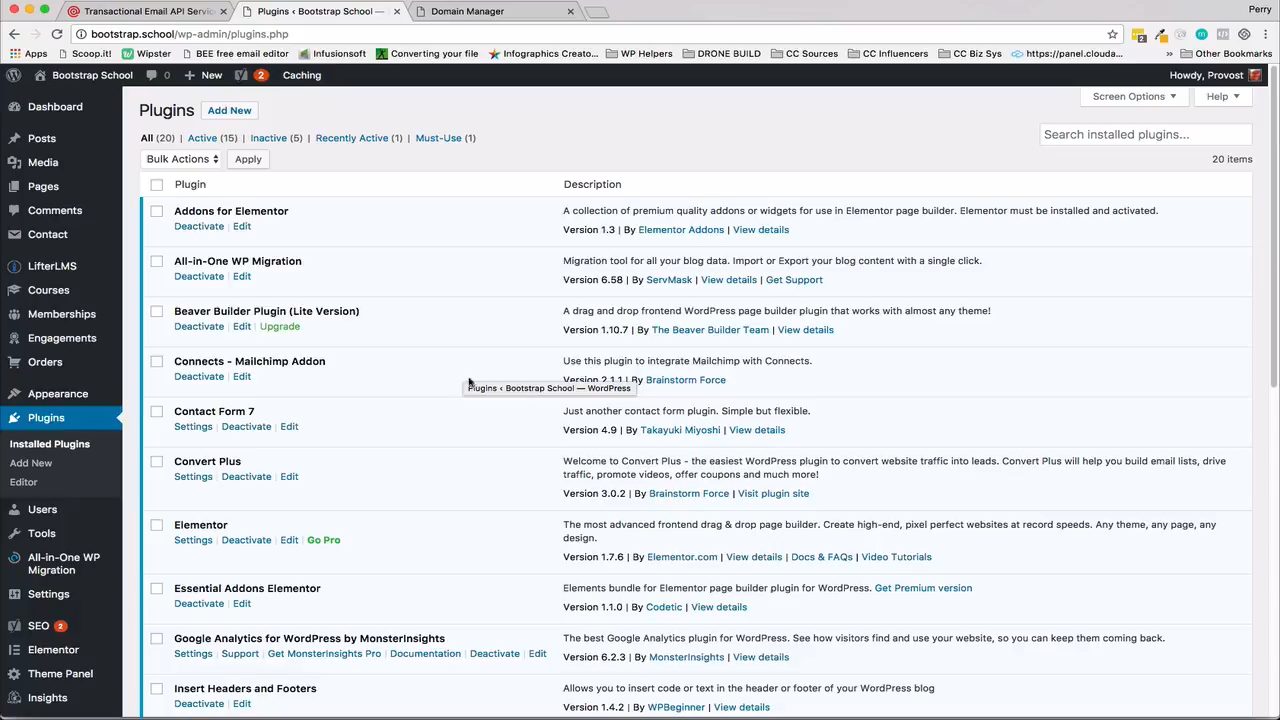 Transactional Email API Servic
Plugins ‹ Bootstrap School —
Domain Manager
Perry
bootstrap.school/wp-admin/plugins.php
Apps
Scoop.it!
Wipster
BEE free email editor
Infusionsoft
Converting your file
Infographics Creato...
WP Helpers
DRONE BUILD
CC Sources
CC Influencers
CC Biz Sys
https://panel.clouda...
»
Other Bookmarks
Bootstrap School
0
New
2
Caching
Howdy, Provost
Dashboard
Posts
Media
Pages
Comments
Contact
LifterLMS
Courses
Memberships
Engagements
Orders
Appearance
Plugins
Installed Plugins
Add New
Editor
Users
Tools
All-in-One WP
Migration
Settings
SEO 2
Elementor
Theme Panel
Insights
Plugins Add New
Screen Options
Help
All (20) | Active (15) | Inactive (5) | Recently Active (1) | Must-Use (1)
Search installed plugins...
Bulk Actions
Apply
20 items
Plugin
Description
Addons for Elementor
Deactivate | Edit
A collection of premium quality addons or widgets for use in Elementor page builder. Elementor must be installed and activated.
Version 1.3 | By Elementor Addons | View details
All-in-One WP Migration
Deactivate | Edit
Migration tool for all your blog data. Import or Export your blog content with a single click.
Version 6.58 | By ServMask | View details | Get Support
Beaver Builder Plugin (Lite Version)
Deactivate | Edit | Upgrade
A drag and drop frontend WordPress page builder plugin that works with almost any theme!
Version 1.10.7 | By The Beaver Builder Team | View details
Connects - Mailchimp Addon
Deactivate | Edit
Use this plugin to integrate Mailchimp with Connects.
Version 2.1.1 | By Brainstorm Force
Plugins ‹ Bootstrap School — WordPress
Contact Form 7
Settings | Deactivate | Edit
Just another contact form plugin. Simple but flexible.
Version 4.9 | By Takayuki Miyoshi | View details
Convert Plus
Settings | Deactivate | Edit
Welcome to Convert Plus - the easiest WordPress plugin to convert website traffic into leads. Convert Plus will help you build email lists, drive
traffic, promote videos, offer coupons and much more!
Version 3.0.2 | By Brainstorm Force | Visit plugin site
Elementor
Settings | Deactivate | Edit | Go Pro
The most advanced frontend drag & drop page builder. Create high-end, pixel perfect websites at record speeds. Any theme, any page, any
design.
Version 1.7.6 | By Elementor.com | View details | Docs & FAQs | Video Tutorials
Essential Addons Elementor
Deactivate | Edit
Elements bundle for Elementor page builder plugin for WordPress. Get Premium version
Version 1.1.0 | By Codetic | View details
Google Analytics for WordPress by MonsterInsights
Settings | Support | Get MonsterInsights Pro | Documentation | Deactivate | Edit
The best Google Analytics plugin for WordPress. See how visitors find and use your website, so you can keep them coming back.
Version 6.2.3 | By MonsterInsights | View details
Insert Headers and Footers
Deactivate | Edit
Allows you to insert code or text in the header or footer of your WordPress blog
Version 1.4.2 | By WPBeginner | View details